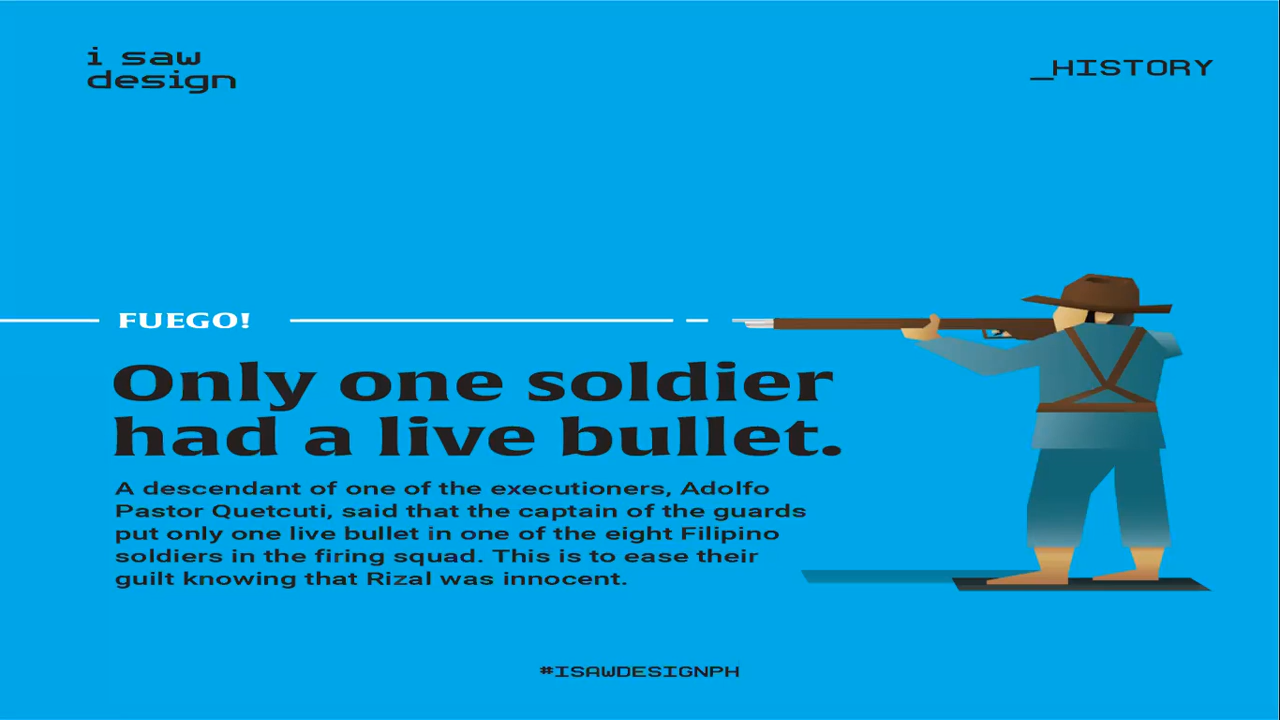 i saw
design
_HISTORY
FUEGO!
Only one soldier
had a live bullet.
A descendant of one of the executioners, Adolfo
Pastor Quetcuti, said that the captain of the guards
put only one live bullet in one of the eight Filipino
soldiers in the firing squad. This is to ease their
guilt knowing that Rizal was innocent.
#ISAWDESIGNPH